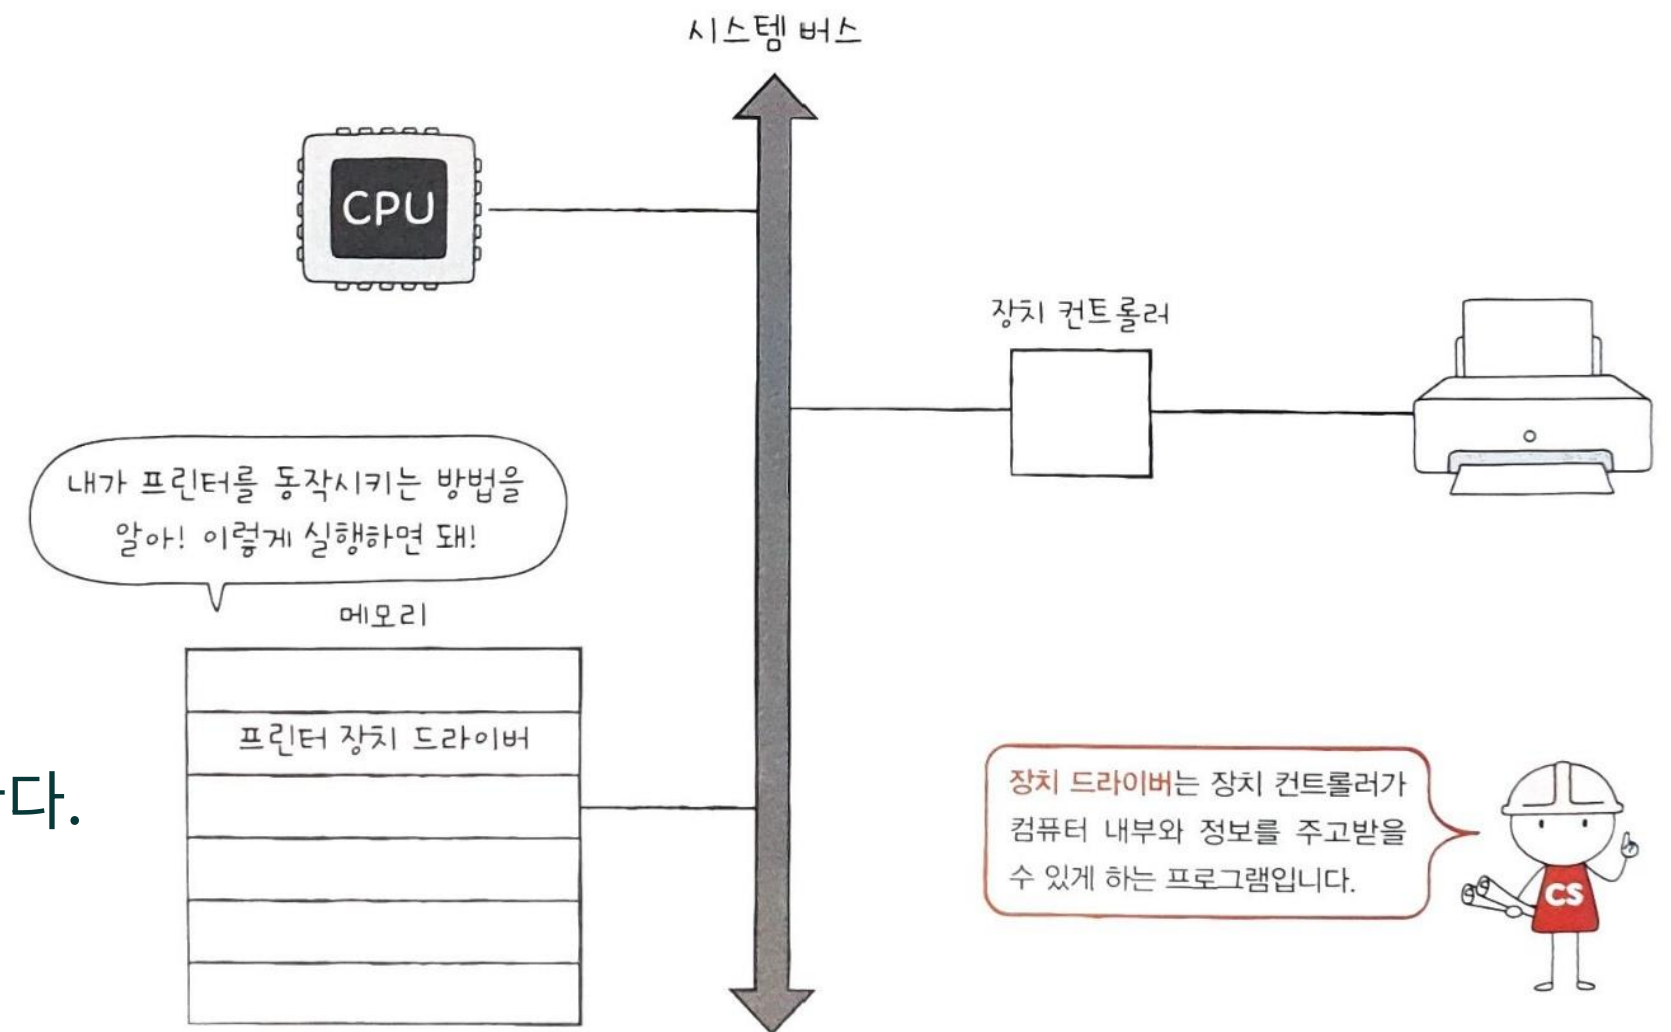 시스템 버스
CPU
장치 컨트롤러
내가 프린터를 동작시키는 방법을
알아! 이렇게 실행하면 돼!
메모리
프린터 장치 드라이버
다.
장치 드라이버는 장치 컨트롤러가
컴퓨터 내부와 정보를 주고받을
수 있게 하는 프로그램입니다.
CS